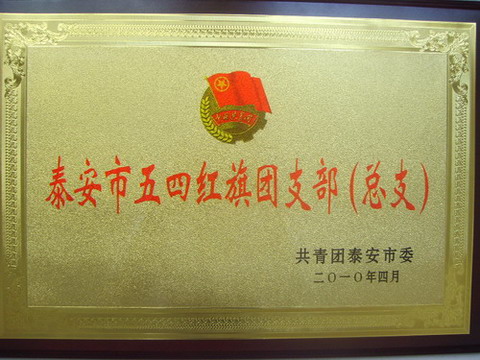 泰安市五四红旗团支部(总支)
共青团泰安市委
二〇一〇年四月